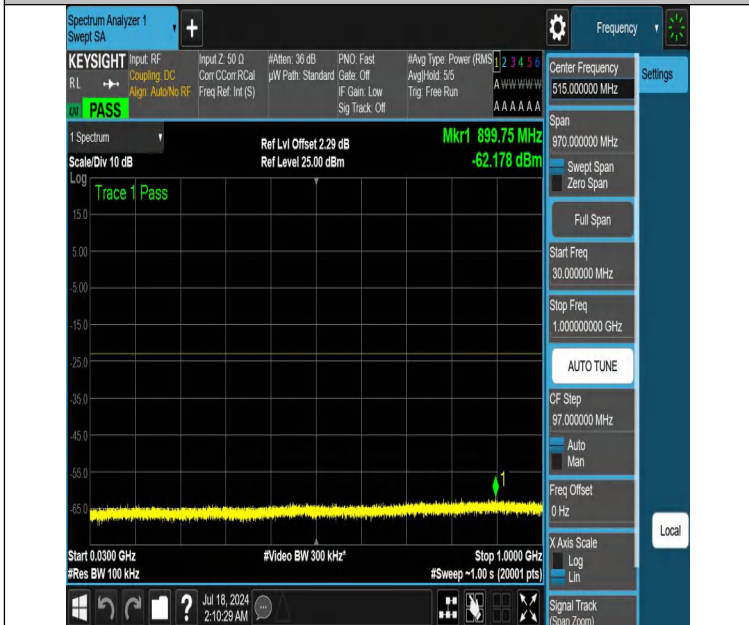 Spectrum Analyzer 1
Swept SA
Frequency
KEYSIGHT
RL
PASS
Input: RF
Coupling: DC
Align: Auto/No RF
Input Z: 50 Ω
Corr CCorr RCal
Freq Ref: Int (S)
#Atten: 36 dB
µW Path: Standard
PNO: Fast
Gate: Off
IF Gain: Low
Sig Track: Off
#Avg Type: Power (RMS
Avg|Hold: 5/5
Trig: Free Run
1 2 3 4 5 6
A W W W W W
A A A A A A
1 Spectrum
Scale/Div 10 dB
Ref Lvl Offset 2.29 dB
Ref Level 25.00 dBm
Mkr1 899.75 MHz
-62.178 dBm
Log
Trace 1 Pass
15.0
5.00
-5.00
-15.0
-25.0
-35.0
-45.0
-55.0
-65.0
1
Start 0.0300 GHz
#Res BW 100 kHz
#Video BW 300 kHz*
Stop 1.0000 GHz
#Sweep ~1.00 s (20001 pts)
Jul 18, 2024
2:10:29 AM
?
Center Frequency
515.000000 MHz
Settings
Span
970.000000 MHz
Swept Span
Zero Span
Full Span
Start Freq
30.000000 MHz
Stop Freq
1.000000000 GHz
AUTO TUNE
CF Step
97.000000 MHz
Auto
Man
Freq Offset
0 Hz
X Axis Scale
Log
Lin
Local
Signal Track
(Span Zoom)